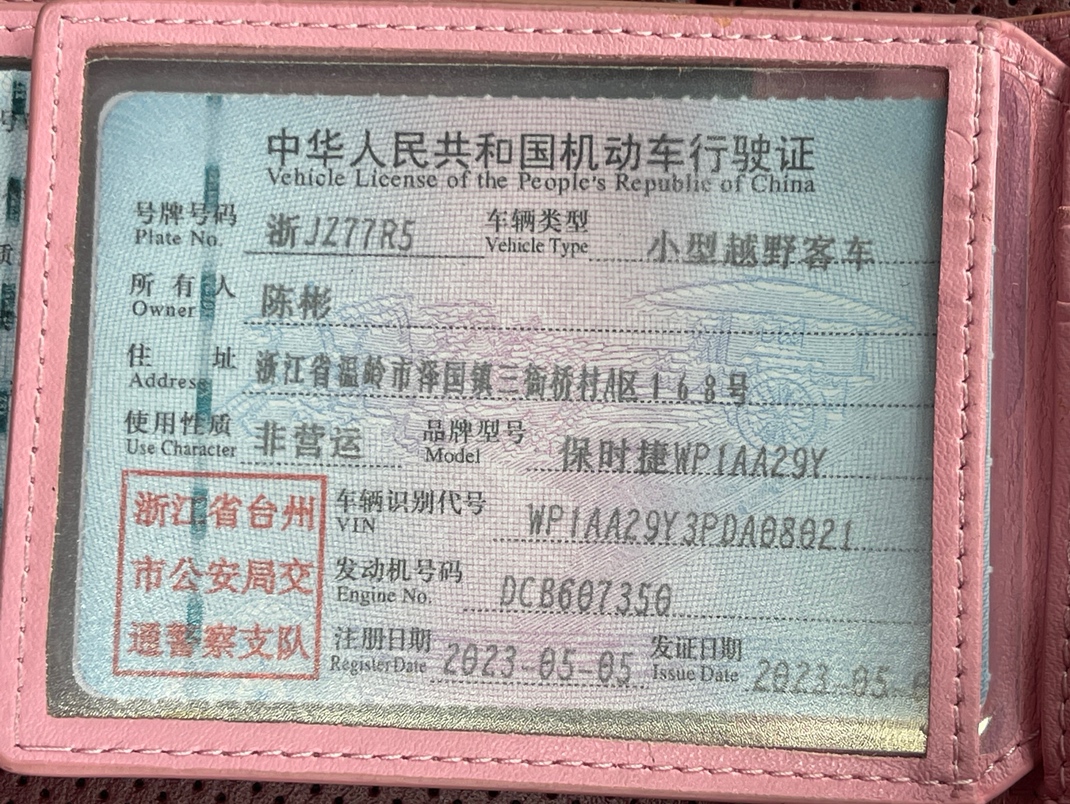 中华人民共和国机动车行驶证
Vehicle License of the People's Republic of China
号牌号码 浙JZ77R5 车辆类型 小型越野客车
Plate No. Vehicle Type
所有人 陈彬
Owner
住址 浙江省温岭市泽国镇三衙桥村A区168号
Address
使用性质 非营运 品牌型号 保时捷WP1AA29Y
Use Character Model
浙江省台州
市公安局交
通警察支队
车辆识别代号 WP1AA29Y3PDA08021
VIN
发动机号码 DCB607350
Engine No.
注册日期 2023-05-05 发证日期 2023-05-
Register Date Issue Date